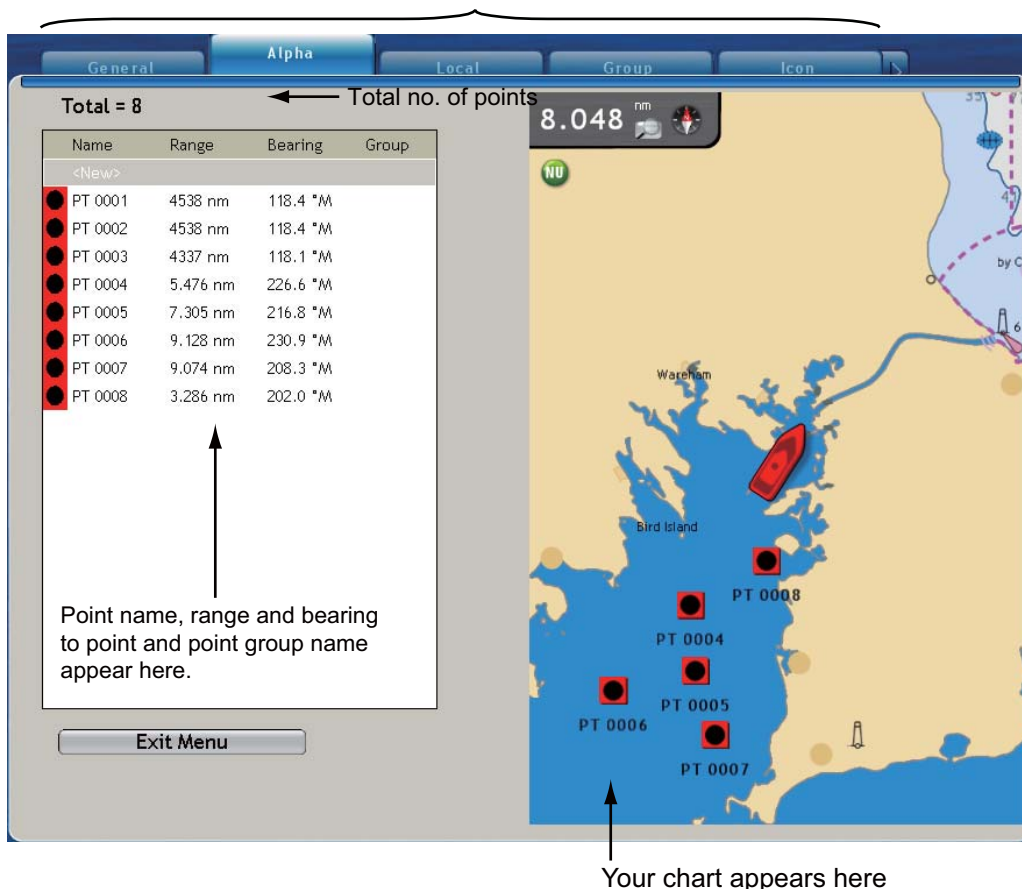 General Alpha Local Group Icon
Total = 8
Total no. of points
Name Range Bearing Group
<New>
PT 0001 4538 nm 118.4 °M
PT 0002 4538 nm 118.4 °M
PT 0003 4337 nm 118.1 °M
PT 0004 5.476 nm 226.6 °M
PT 0005 7.305 nm 216.8 °M
PT 0006 9.128 nm 230.9 °M
PT 0007 9.074 nm 208.3 °M
PT 0008 3.286 nm 202.0 °M
Point name, range and bearing
to point and point group name
appear here.
Exit Menu
8.048 nm
NU
35
41
by C
6
Wareham
Bird Island
PT 0008
PT 0004
PT 0005
PT 0006
PT 0007
Your chart appears here